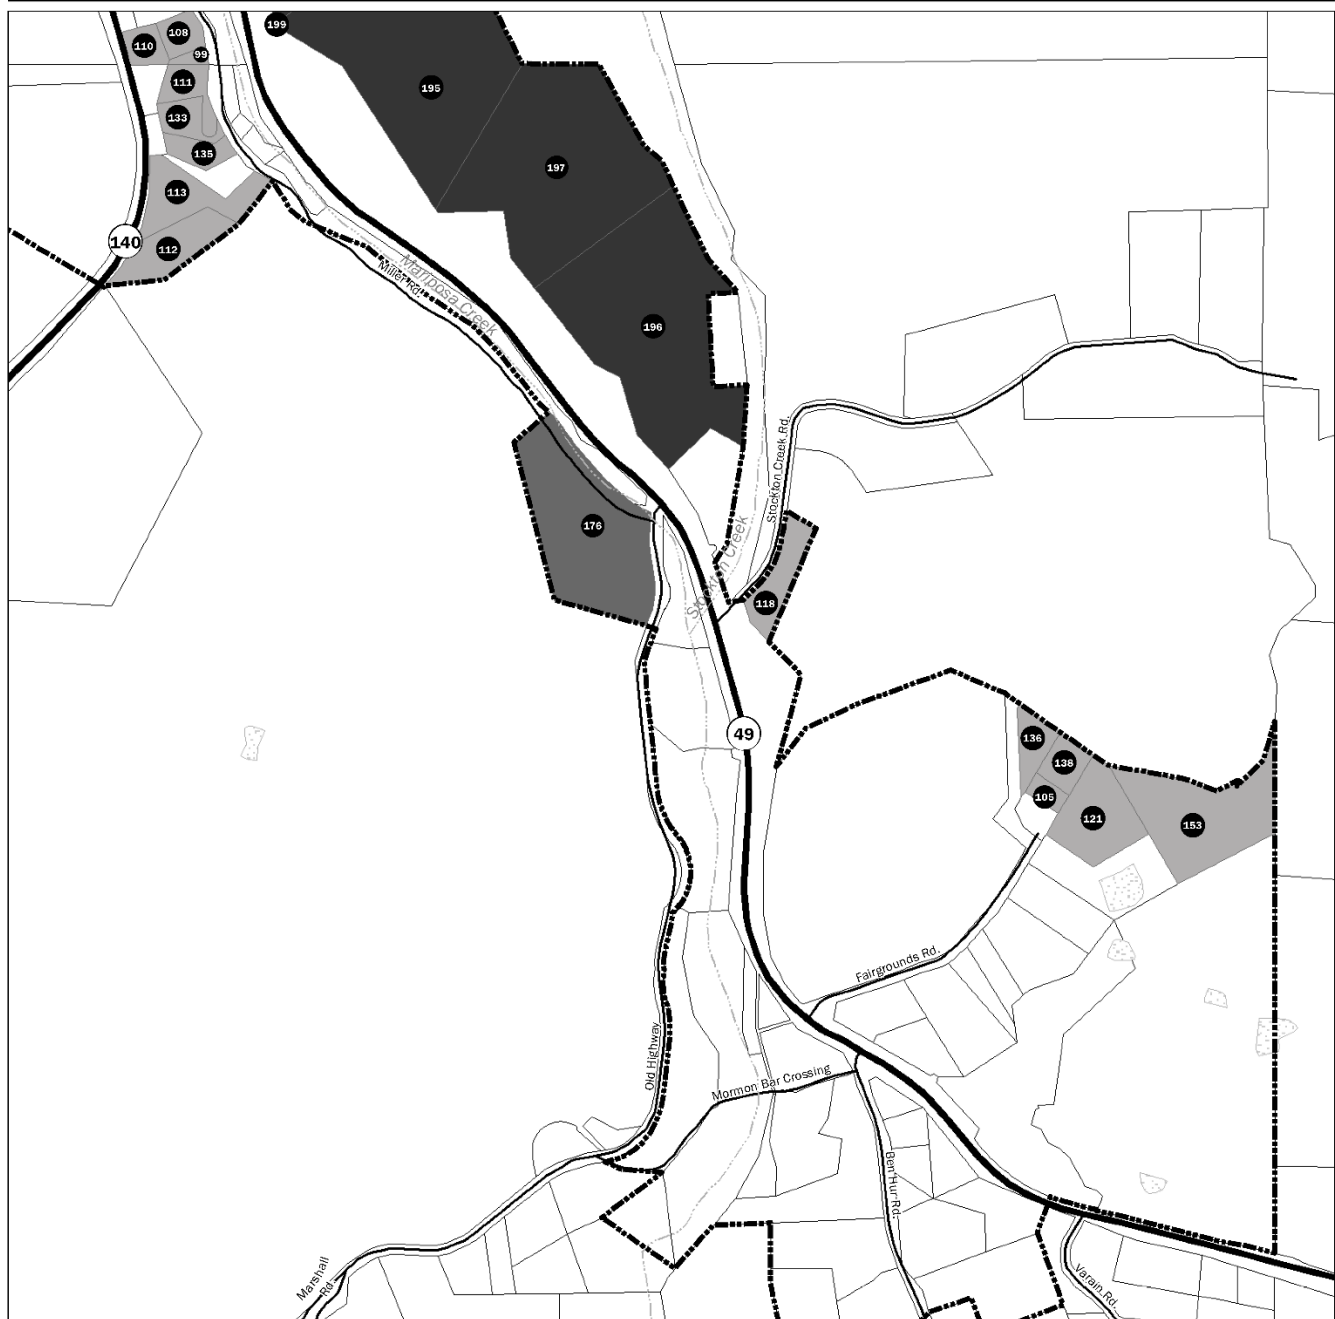 199
108
110
99
195
111
133
135
197
113
140
112
Mariposa Creek
Miller Rd.
196
Stockton Creek Rd.
176
Stockton Creek
118
49
136
138
105
121
153
Fairgrounds Rd.
Old Highway
Mormon Bar Crossing
Ben Hur Rd.
Marshall
Rd.
Varain Rd.